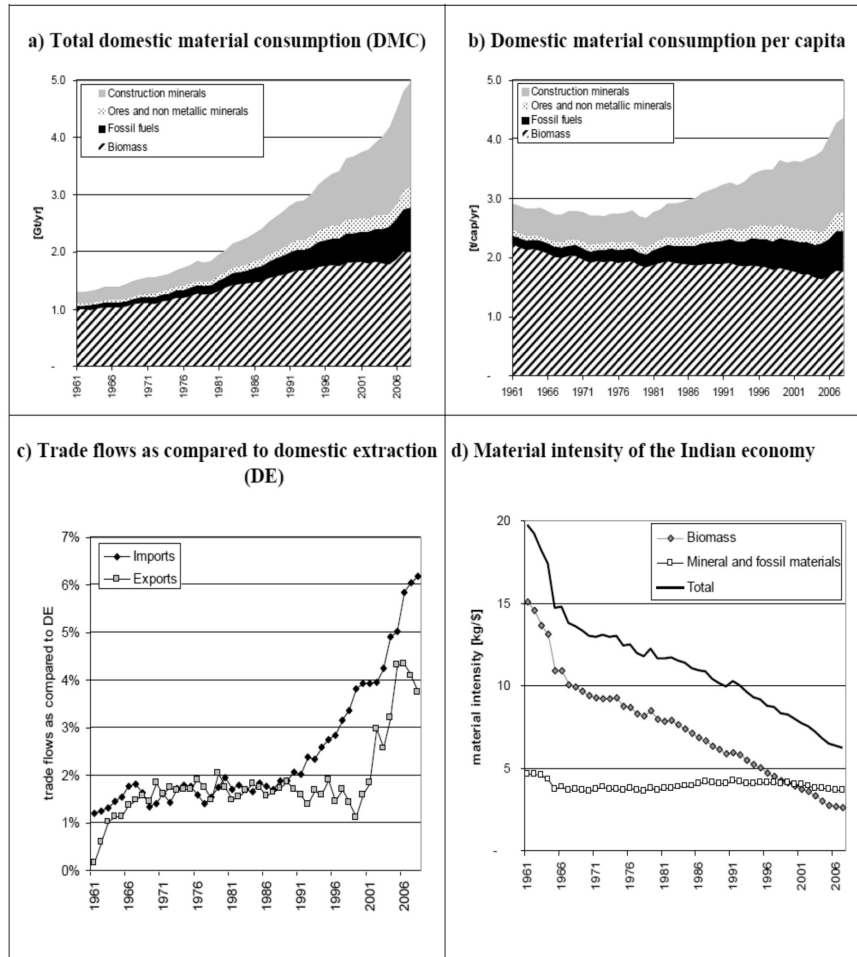 a) Total domestic material consumption (DMC)
5.0
4.0
3.0
2.0
1.0
-
[Gt/yr]
Construction minerals
Ores and non metallic minerals
Fossil fuels
Biomass
1961
1966
1971
1976
1981
1986
1991
1996
2001
2006
b) Domestic material consumption per capita
5.0
4.0
3.0
2.0
1.0
-
[t/cap/yr]
Construction minerals
Ores and non metallic minerals
Fossil fuels
Biomass
1961
1966
1971
1976
1981
1986
1991
1996
2001
2006
c) Trade flows as compared to domestic extraction
(DE)
7%
6%
5%
4%
3%
2%
1%
0%
trade flows as compared to DE
Imports
Exports
1961
1966
1971
1976
1981
1986
1991
1996
2001
2006
d) Material intensity of the Indian economy
20
15
10
5
-
material intensity [kg/$]
Biomass
Mineral and fossil materials
Total
1961
1966
1971
1976
1981
1986
1991
1996
2001
2006